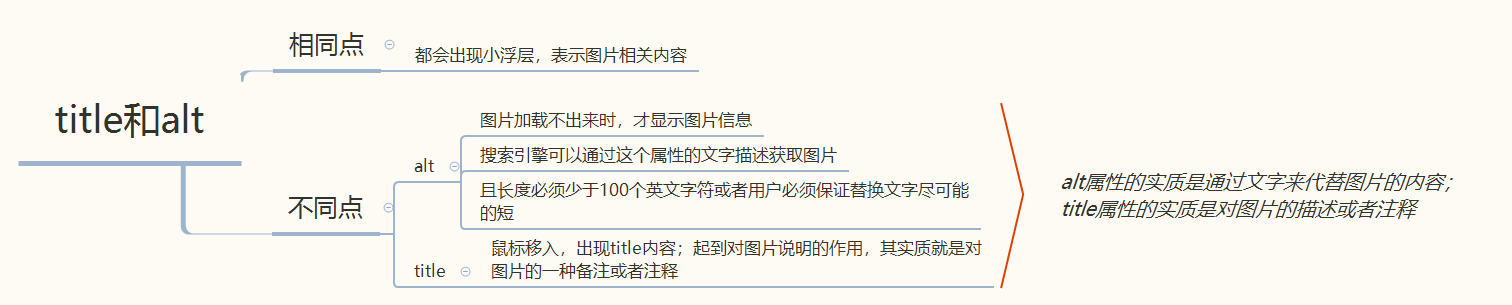 title和alt
相同点
都会出现小浮层，表示图片相关内容
不同点
alt
图片加载不出来时，才显示图片信息
搜索引擎可以通过这个属性的文字描述获取图片
且长度必须少于100个英文字符或者用户必须保证替换文字尽可能
的短
title
鼠标移入，出现title内容；起到对图片说明的作用，其实质就是对
图片的一种备注或者注释
alt属性的实质是通过文字来代替图片的内容；
title属性的实质是对图片的描述或者注释